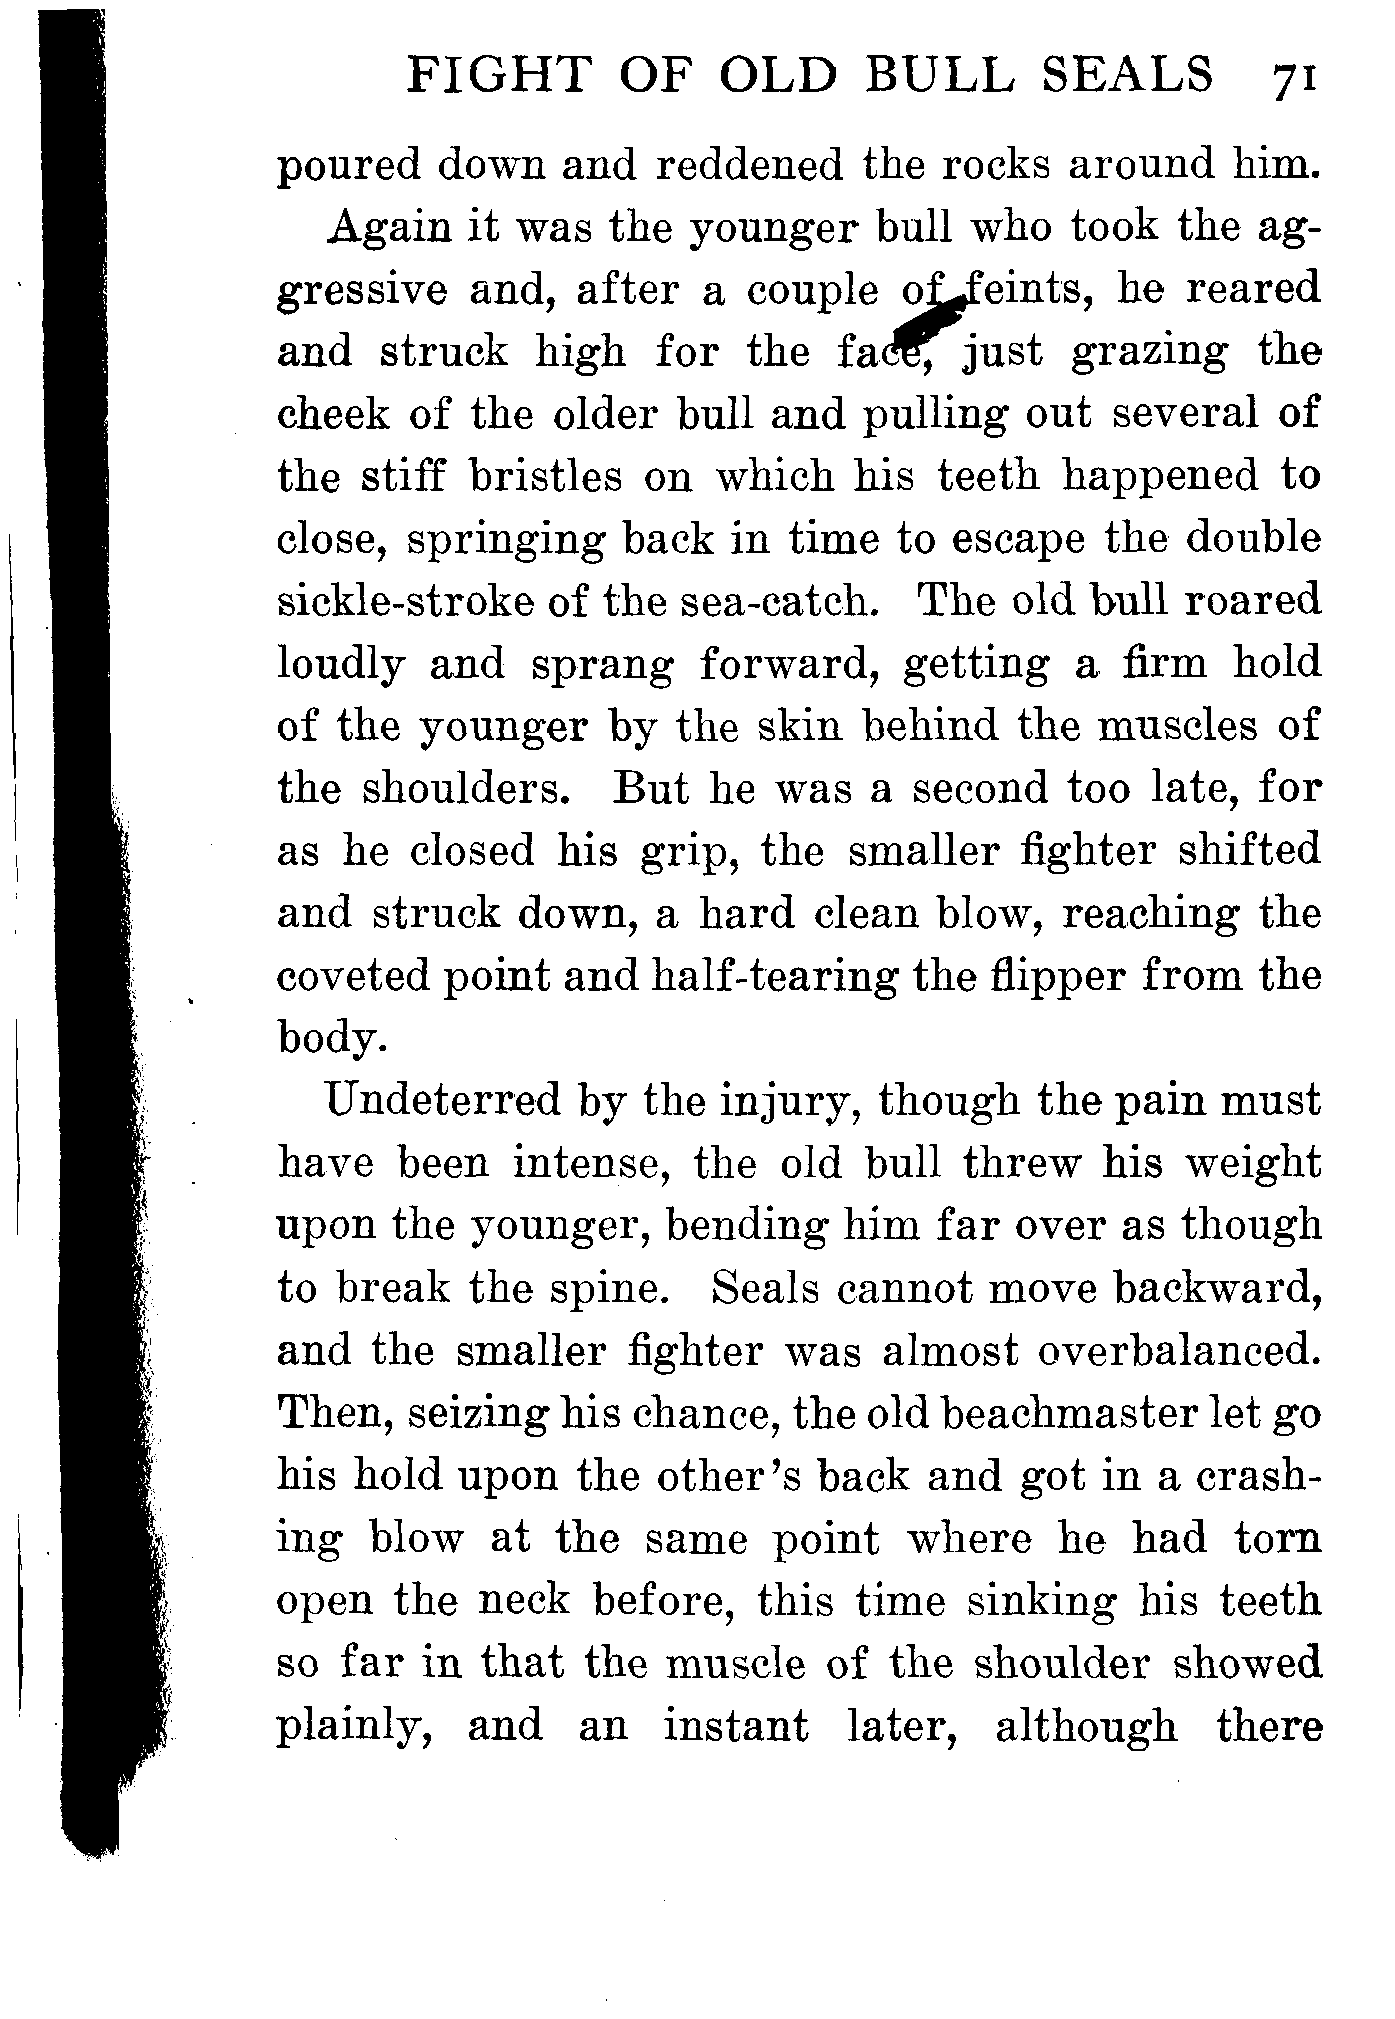 FIGHT OF OLD BULL SEALS 71
poured down and reddened the rocks around him.
Again it was the younger bull who took the ag-
gressive and, after a couple of feints, he reared
and struck high for the face, just grazing the
cheek of the older bull and pulling out several of
the stiff bristles on which his teeth happened to
close, springing back in time to escape the double
sickle-stroke of the sea-catch. The old bull roared
loudly and sprang forward, getting a firm hold
of the younger by the skin behind the muscles of
the shoulders. But he was a second too late, for
as he closed his grip, the smaller fighter shifted
and struck down, a hard clean blow, reaching the
coveted point and half-tearing the flipper from the
body.
Undeterred by the injury, though the pain must
have been intense, the old bull threw his weight
upon the younger, bending him far over as though
to break the spine. Seals cannot move backward,
and the smaller fighter was almost overbalanced.
Then, seizing his chance, the old beachmaster let go
his hold upon the other's back and got in a crash-
ing blow at the same point where he had torn
open the neck before, this time sinking his teeth
so far in that the muscle of the shoulder showed
plainly, and an instant later, although there